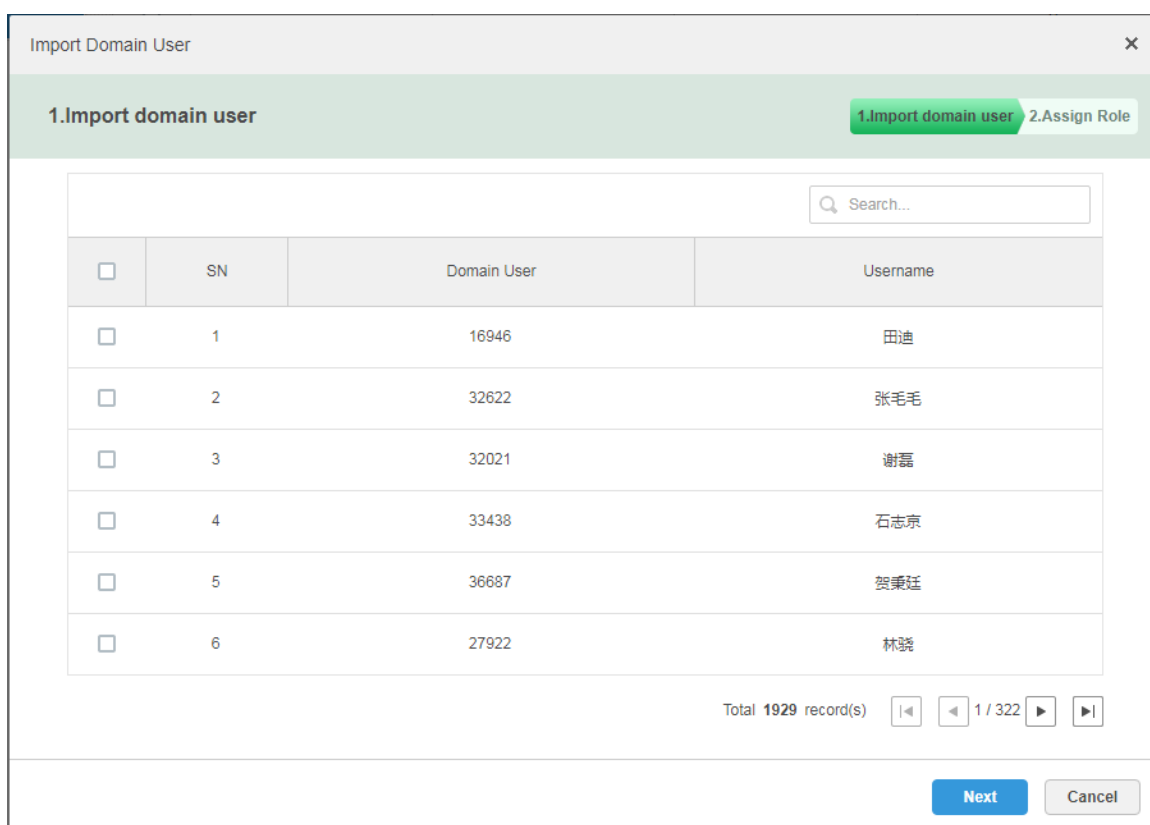 Import Domain User
1.Import domain user
1.Import domain user 2.Assign Role
Search...
SN Domain User Username
1 16946 田迪
2 32622 张毛毛
3 32021 谢磊
4 33438 石志京
5 36687 贺秉廷
6 27922 林骁
Total 1929 record(s) 1 / 322
Next Cancel